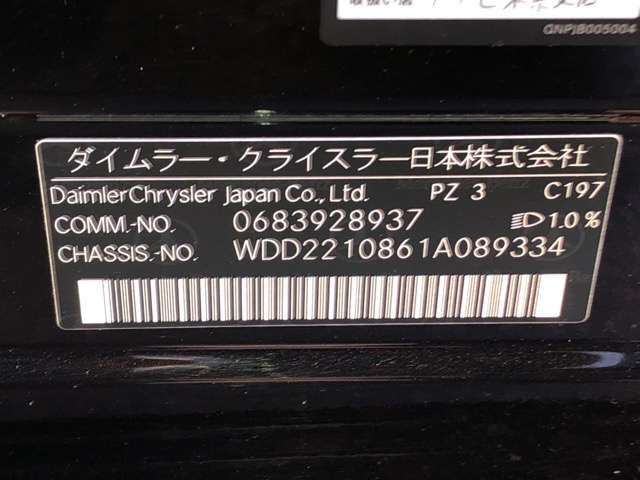 QNPIB005004
ダイムラー・クライスラー日本株式会社
DaimlerChrysler Japan Co., Ltd. PZ 3 C197
COMM.-NO. 0683928937 1.0%
CHASSIS.-NO. WDD2210861A089334